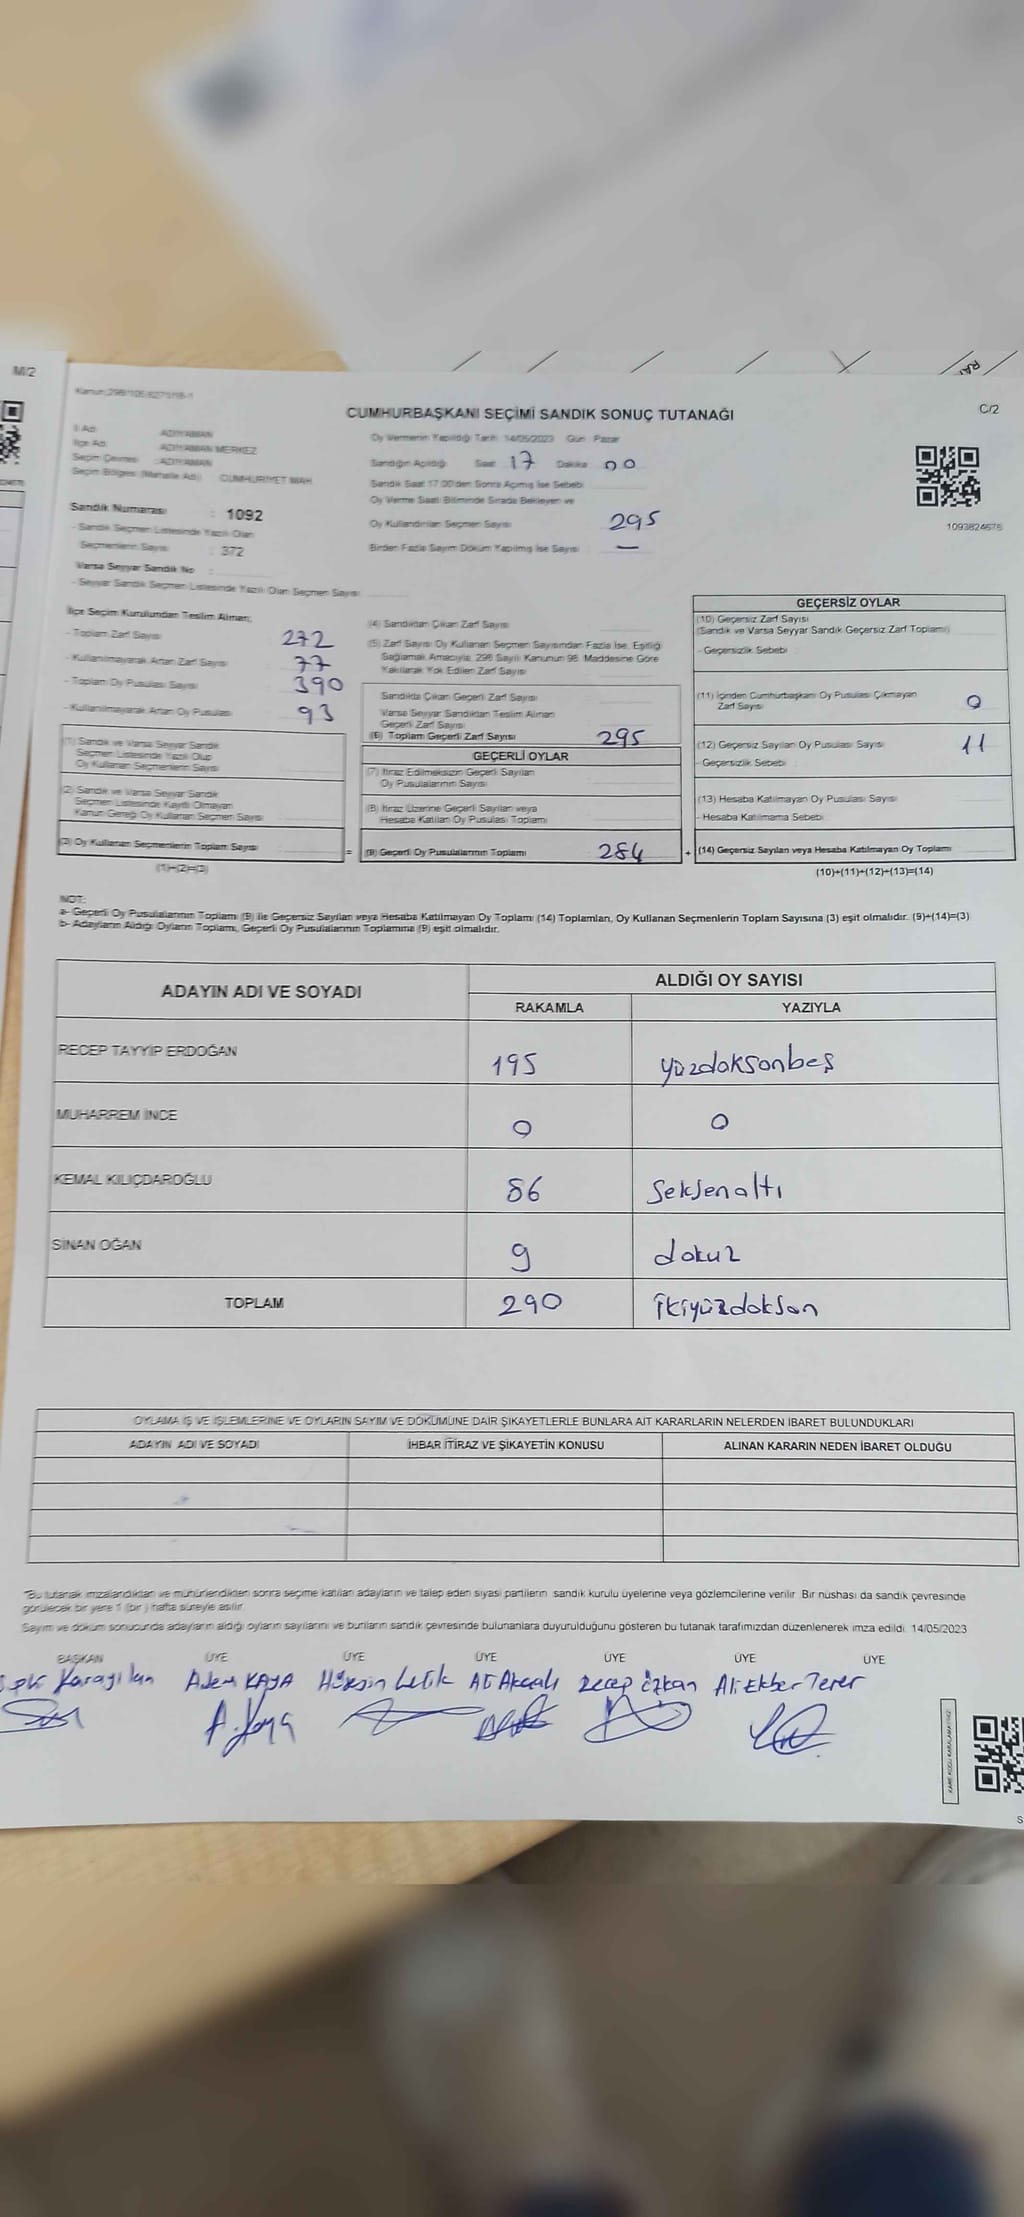 M/2
Kanun:298/105,6271/18-1
CUMHURBAŞKANI SEÇİMİ SANDIK SONUÇ TUTANAĞI
C/2
İl Adı : ADIYAMAN
İlçe Adı : ADIYAMAN MERKEZ
Seçim Çevresi : ADIYAMAN
Seçim Bölgesi (Mahalle Adı) CUMHURİYET MAH.
Oy Vermenin Yapıldığı Tarih 14/05/2023 Gün Pazar
Sandığın Açıldığı Saat 17 Dakika 00
Sandık Saat 17.00'den Sonra Açılmış İse Sebebi
Oy Verme Saati Bitiminde Sırada Bekleyen ve
Oy Kullandırılan Seçmen Sayısı 295
Birden Fazla Sayım Döküm Yapılmış İse Sayısı : —
1093824676
Sandık Numarası : 1092
- Sandık Seçmen Listesinde Yazılı Olan
Seçmenlerin Sayısı : 372
Varsa Seyyar Sandık No :
- Seyyar Sandık Seçmen Listesinde Yazılı Olan Seçmen Sayısı
İlçe Seçim Kurulundan Teslim Alınan;
- Toplam Zarf Sayısı 272
- Kullanılmayarak Artan Zarf Sayısı 77
- Toplam Oy Pusulası Sayısı 390
- Kullanılmayarak Artan Oy Pusulası 93
(1) Sandık ve Varsa Seyyar Sandık
Seçmen Listesinde Yazılı Olup
Oy Kullanan Seçmenlerin Sayısı
(2) Sandık ve Varsa Seyyar Sandık
Seçmen Listesinde Kayıtlı Olmayan
Kanun Gereği Oy Kullanan Seçmen Sayısı
(3) Oy Kullanan Seçmenlerin Toplam Sayısı
(1)+(2)=(3)
=
(4) Sandıktan Çıkan Zarf Sayısı
(5) Zarf Sayısı Oy Kullanan Seçmen Sayısından Fazla İse, Eşitliği
Sağlamak Amacıyla, 298 Sayılı Kanunun 98. Maddesine Göre
Yakılarak Yok Edilen Zarf Sayısı
Sandıkta Çıkan Geçerli Zarf Sayısı
Varsa Seyyar Sandıktan Teslim Alınan
Geçerli Zarf Sayısı
(6) Toplam Geçerli Zarf Sayısı 295
GEÇERLİ OYLAR
(7) İtiraz Edilmeksizin Geçerli Sayılan
Oy Pusulalarının Sayısı
(8) İtiraz Üzerine Geçerli Sayılan veya
Hesaba Katılan Oy Pusulası Toplamı
(9) Geçerli Oy Pusulalarının Toplamı 284
+
GEÇERSİZ OYLAR
(10) Geçersiz Zarf Sayısı
(Sandık ve Varsa Seyyar Sandık Geçersiz Zarf Toplamı)
- Geçersizlik Sebebi :
(11) İçinden Cumhurbaşkanı Oy Pusulası Çıkmayan
Zarf Sayısı 0
(12) Geçersiz Sayılan Oy Pusulası Sayısı 11
- Geçersizlik Sebebi :
(13) Hesaba Katılmayan Oy Pusulası Sayısı
- Hesaba Katılmama Sebebi
(14) Geçersiz Sayılan veya Hesaba Katılmayan Oy Toplamı
(10)+(11)+(12)+(13)=(14)
NOT:
a- Geçerli Oy Pusulalarının Toplamı (9) ile Geçersiz Sayılan veya Hesaba Katılmayan Oy Toplamı (14) Toplamları, Oy Kullanan Seçmenlerin Toplam Sayısına (3) eşit olmalıdır. (9)+(14)=(3)
b- Adayların Aldığı Oyların Toplamı, Geçerli Oy Pusulalarının Toplamına (9) eşit olmalıdır.
ADAYIN ADI VE SOYADI
ALDIĞI OY SAYISI
RAKAMLA YAZIYLA
RECEP TAYYİP ERDOĞAN 195 yüzdoksonbeş
MUHARREM İNCE 0 0
KEMAL KILIÇDAROĞLU 86 Seksenaltı
SİNAN OĞAN 9 dokuz
TOPLAM 290 ikiyüzdokson
OYLAMA İŞ VE İŞLEMLERİNE VE OYLARIN SAYIM VE DÖKÜMÜNE DAİR ŞİKAYETLERLE BUNLARA AİT KARARLARIN NELERDEN İBARET BULUNDUKLARI
ADAYIN ADI VE SOYADI İHBAR İTİRAZ VE ŞİKAYETİN KONUSU ALINAN KARARIN NEDEN İBARET OLDUĞU
"Bu tutanak imzalandıktan ve mühürlendikten sonra seçime katılan adayların ve talep eden siyasi partilerin sandık kurulu üyelerine veya gözlemcilerine verilir. Bir nüshası da sandık çevresinde
görülecek bir yere 1 (bir) hafta süreyle asılır.
Sayım ve döküm sonucunda adayların aldığı oyların sayılarını ve bunların sandık çevresinde bulunanlara duyurulduğunu gösteren bu tutanak tarafımızdan düzenlenerek imza edildi. 14/05/2023
BAŞKAN ÜYE ÜYE ÜYE ÜYE ÜYE ÜYE
Karayılan Adem KAYA Hüseyin Çelik Ali Akçalı Recep Özkan Ali Ekber Terer
A. Kaya